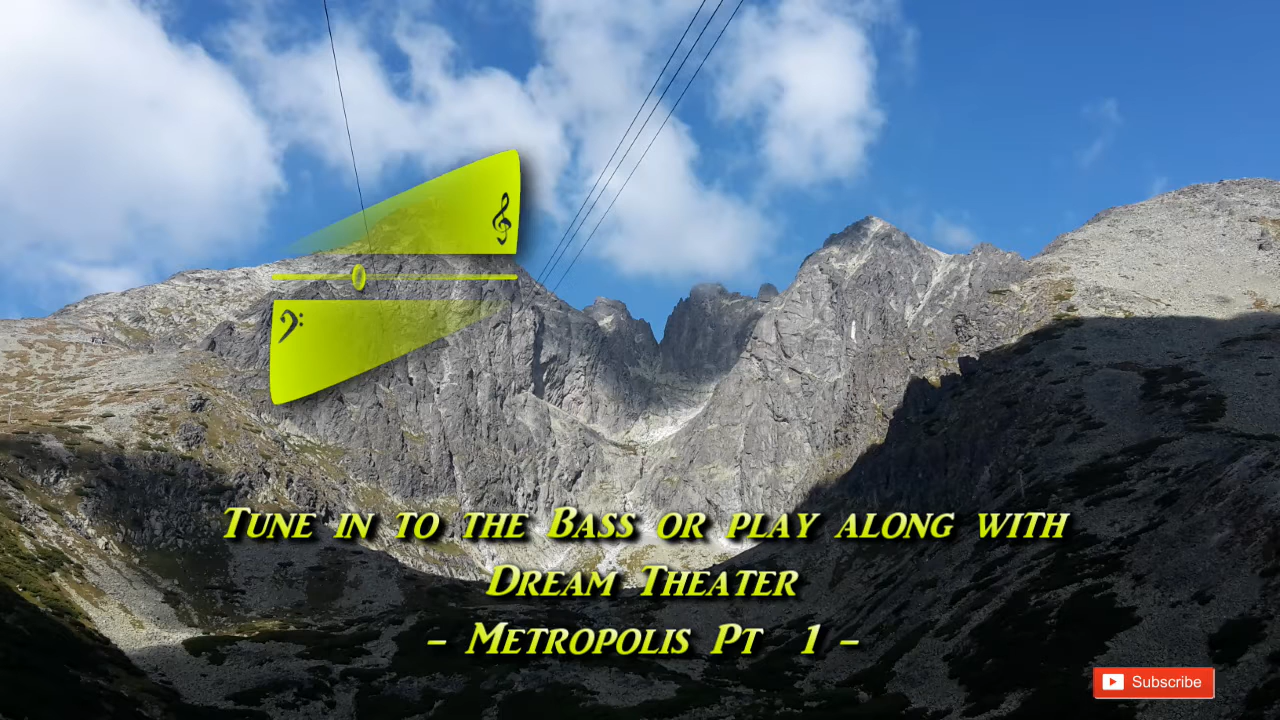 Tune in to the Bass or play along with
Dream Theater
- Metropolis Pt 1 -
Subscribe